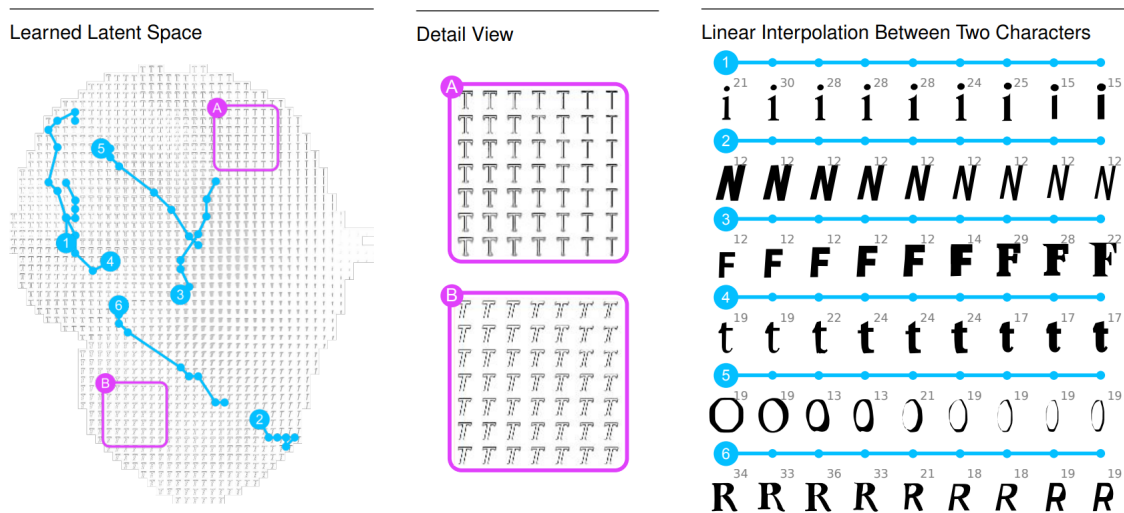 Learned Latent Space
A
5
1
4
3
6
B
2
Detail View
A
T T T T T T T
T T T T T T T
T T T T T T T
T T T T T T T
T T T T T T T
T T T T T T T
T T T T T T T
B
T T T T T T T
T T T T T T T
T T T T T T T
T T T T T T T
T T T T T T T
T T T T T T T
T T T T T T T
Linear Interpolation Between Two Characters
1
21 30 28 28 28 24 25 15 15
i i i i i i i i i
2
12 12 12 12 12 12 12 12 12
N N N N N N N N N
3
12 12 12 12 12 14 29 28 22
F F F F F F F F F
4
19 19 22 24 24 24 17 17 17
t t t t t t t t t
5
19 19 13 13 21 19 19 19 19
O O O O O O O O O
6
34 33 36 33 21 18 18 19 19
R R R R R R R R R